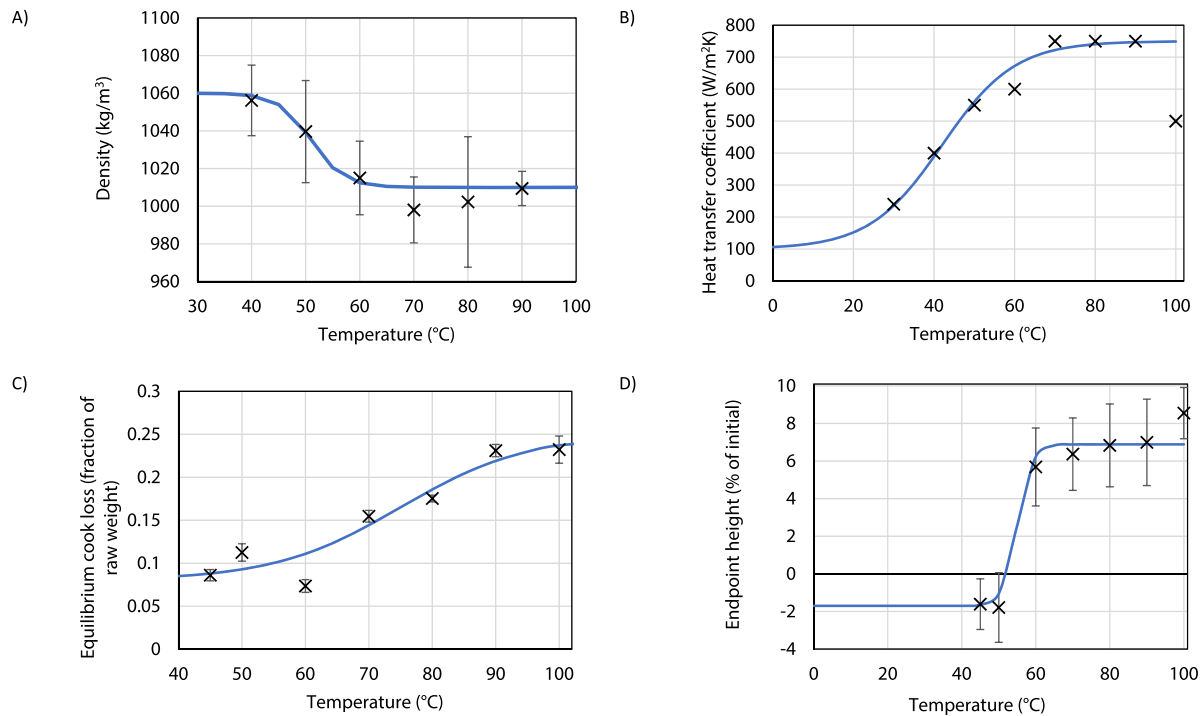 A)
1100
1080
1060
1040
1020
1000
980
960
Density (kg/m³)
30 40 50 60 70 80 90 100
Temperature (°C)
B)
800
700
600
500
400
300
200
100
0
Heat transfer coefficient (W/m²K)
0 20 40 60 80 100
Temperature (°C)
C)
0.3
0.25
0.2
0.15
0.1
0.05
0
Equilibrium cook loss (fraction of
raw weight)
40 50 60 70 80 90 100
Temperature (°C)
D)
10
8
6
4
2
0
-2
-4
Endpoint height (% of initial)
0 20 40 60 80 100
Temperature (°C)